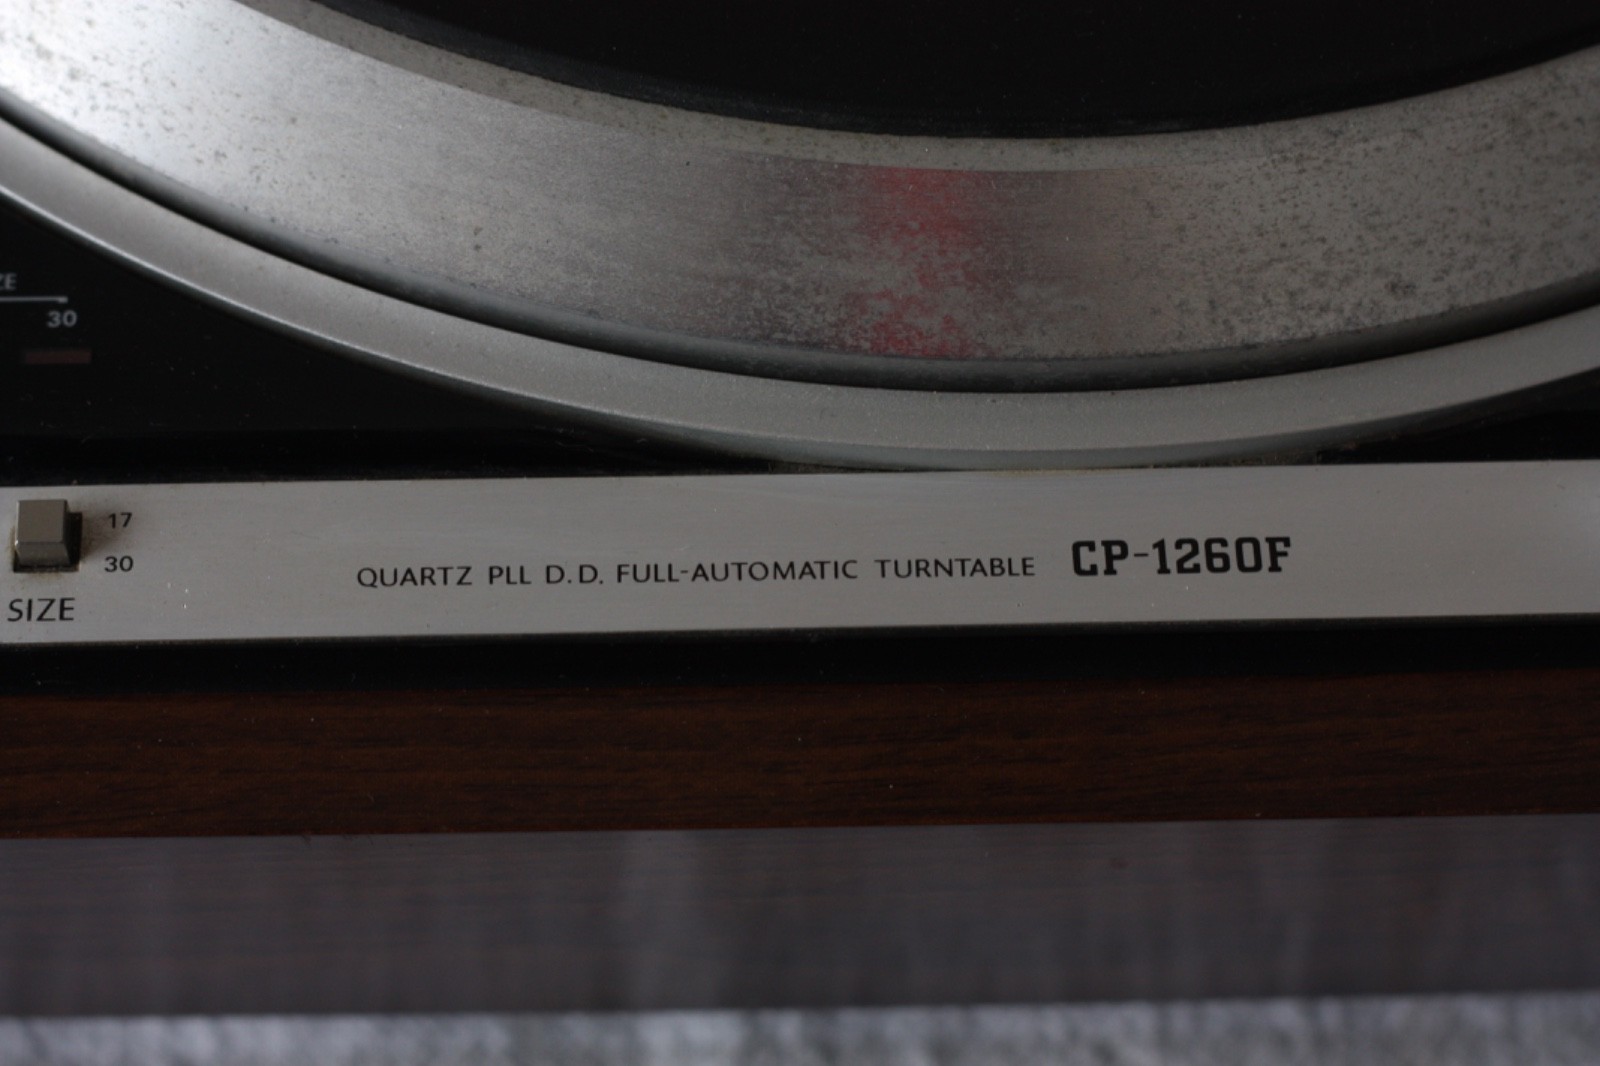 30
17
30
SIZE
QUARTZ PLL D.D. FULL-AUTOMATIC TURNTABLE CP-1260F